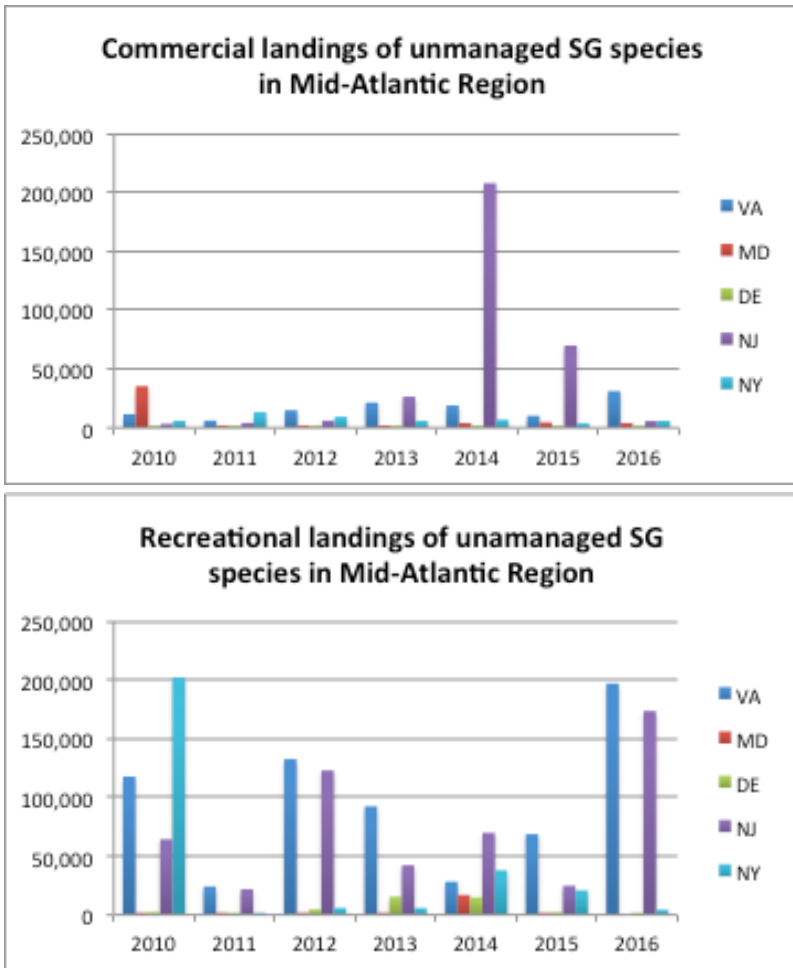 Commercial landings of unmanaged SG species
in Mid-Atlantic Region
250,000
200,000
150,000
100,000
50,000
0
2010 2011 2012 2013 2014 2015 2016
VA
MD
DE
NJ
NY
Recreational landings of unamanaged SG
species in Mid-Atlantic Region
250,000
200,000
150,000
100,000
50,000
0
2010 2011 2012 2013 2014 2015 2016
VA
MD
DE
NJ
NY